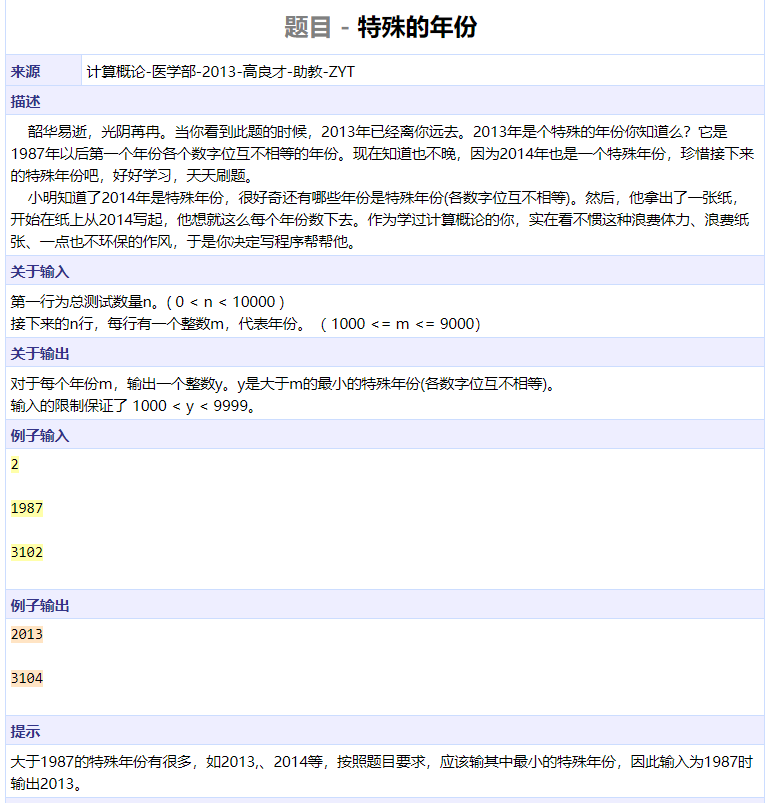 题目 - 特殊的年份
来源 计算概论-医学部-2013-高良才-助教-ZYT
描述
韶华易逝，光阴苒冉。当你看到此题的时候，2013年已经离你远去。2013年是个特殊的年份你知道么？它是
1987年以后第一个年份各个数字位互不相等的年份。现在知道也不晚，因为2014年也是一个特殊年份，珍惜接下来
的特殊年份吧，好好学习，天天刷题。
小明知道了2014年是特殊年份，很好奇还有哪些年份是特殊年份(各数字位互不相等)。然后，他拿出了一张纸，
开始在纸上从2014写起，他想就这么每个年份数下去。作为学过计算概论的你，实在看不惯这种浪费体力、浪费纸
张、一点也不环保的作风，于是你决定写程序帮帮他。
关于输入
第一行为总测试数量n。( 0 < n < 10000 )
接下来的n行，每行有一个整数m，代表年份。 （ 1000 <= m <= 9000）
关于输出
对于每个年份m，输出一个整数y。y是大于m的最小的特殊年份(各数字位互不相等)。
输入的限制保证了 1000 < y < 9999。
例子输入
2
1987
3102
例子输出
2013
3104
提示
大于1987的特殊年份有很多，如2013,、2014等，按照题目要求，应该输其中最小的特殊年份，因此输入为1987时
输出2013。